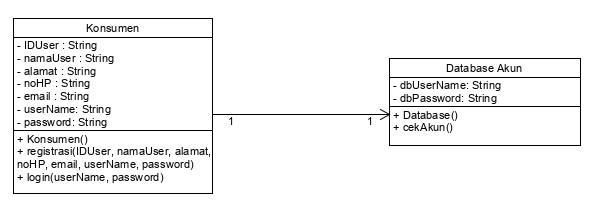 Konsumen
- IDUser : String
- namaUser : String
- alamat : String
- noHP : String
- email : String
- userName: String
- password: String
+ Konsumen()
+ registrasi(IDUser, namaUser, alamat,
noHP, email, userName, password)
+ login(userName, password)
1
1
Database Akun
- dbUserName: String
- dbPassword: String
+ Database()
+ cekAkun()